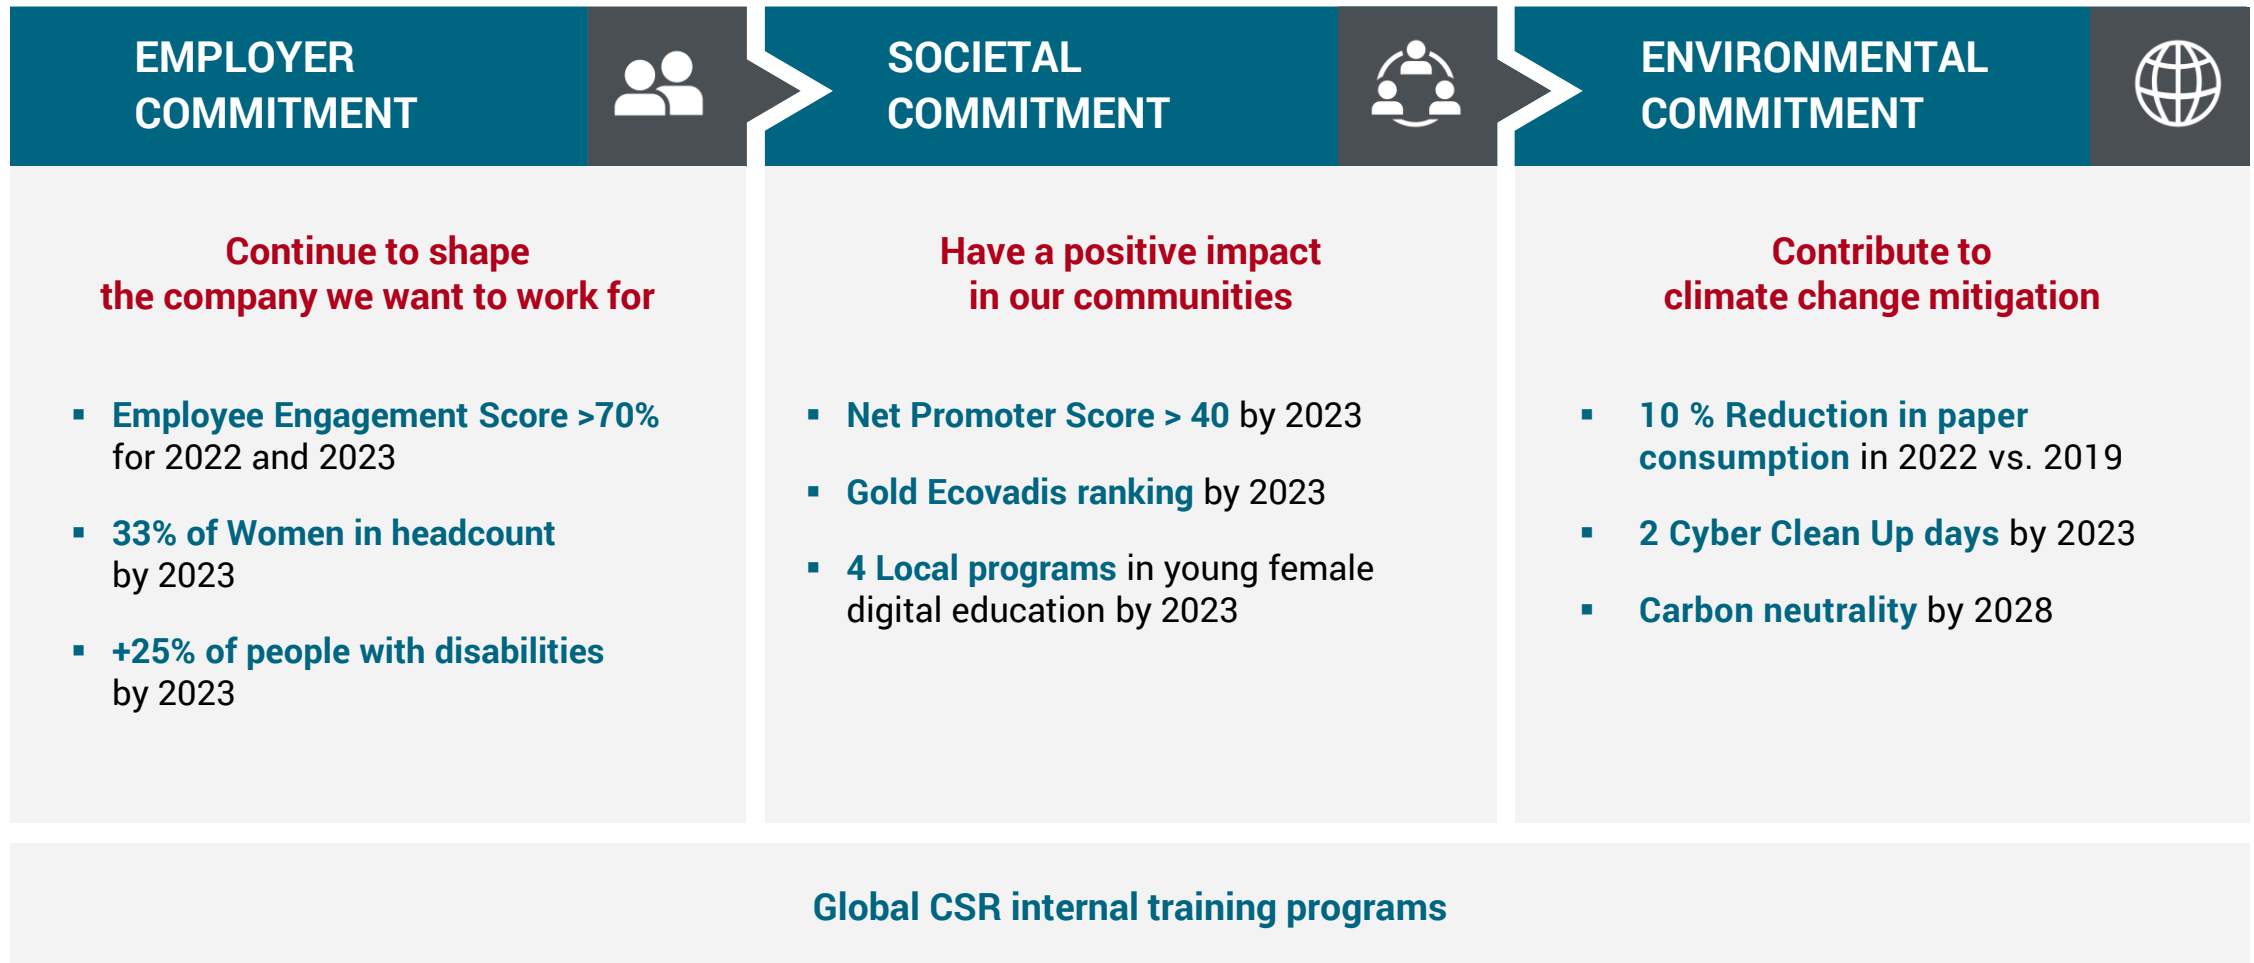 EMPLOYER
COMMITMENT
Continue to shape
the company we want to work for
▪ Employee Engagement Score >70%
for 2022 and 2023
▪ 33% of Women in headcount
by 2023
▪ +25% of people with disabilities
by 2023
SOCIETAL
COMMITMENT
Have a positive impact
in our communities
▪ Net Promoter Score > 40 by 2023
▪ Gold Ecovadis ranking by 2023
▪ 4 Local programs in young female
digital education by 2023
ENVIRONMENTAL
COMMITMENT
Contribute to
climate change mitigation
▪ 10 % Reduction in paper
consumption in 2022 vs. 2019
▪ 2 Cyber Clean Up days by 2023
▪ Carbon neutrality by 2028
Global CSR internal training programs